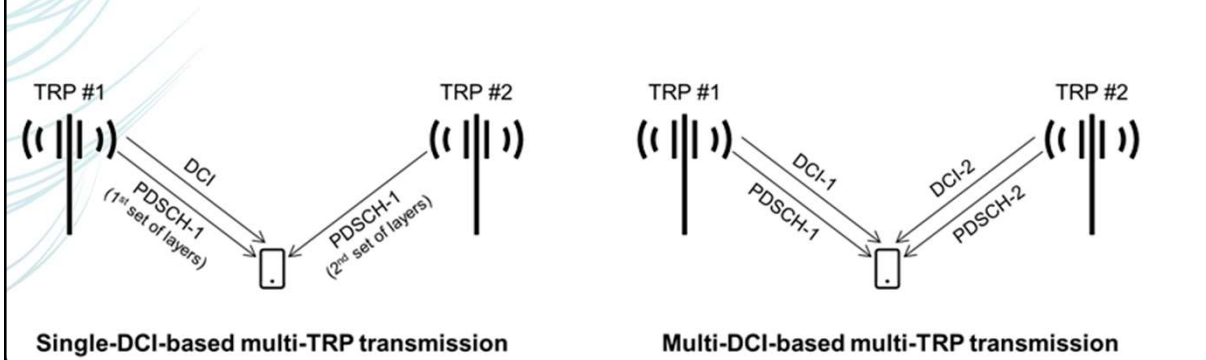 TRP #1
TRP #2
DCI
PDSCH-1
(1st set of layers)
PDSCH-1
(2nd set of layers)
Single-DCI-based multi-TRP transmission
TRP #1
TRP #2
DCI-1
PDSCH-1
DCI-2
PDSCH-2
Multi-DCI-based multi-TRP transmission